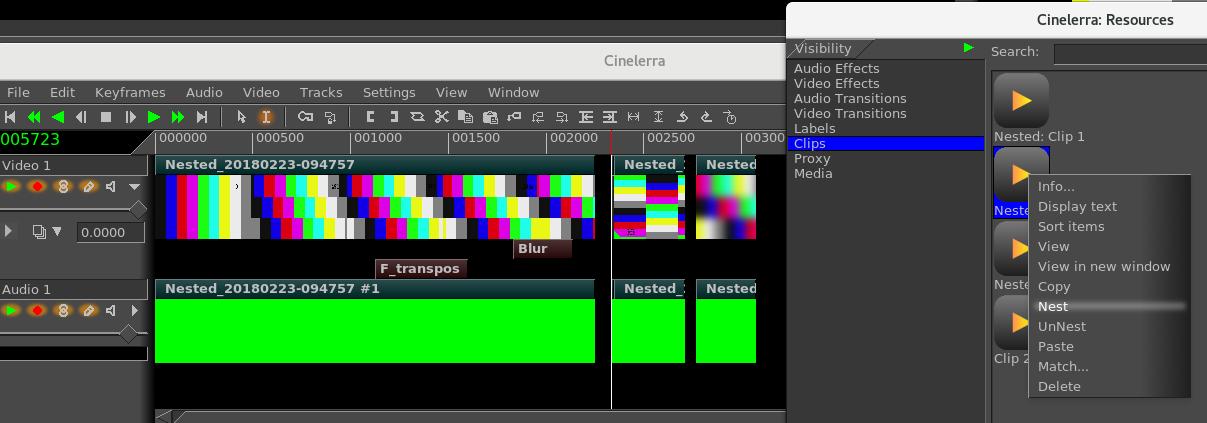 Cinelerra: Resources
Cinelerra
File Edit Keyframes Audio Video Tracks Settings View Window
005723
000000 000500 001000 001500 002000 002500 00300
Video 1
Nested_20180223-094757
Nested_
Nested
0.0000
Blur
F_transpos
Audio 1
Nested_20180223-094757 #1
Nested_
Nested
Visibility
Audio Effects
Video Effects
Audio Transitions
Video Transitions
Labels
Clips
Proxy
Media
Search:
Nested: Clip 1
Neste
Neste
Clip 2
Info...
Display text
Sort items
View
View in new window
Copy
Nest
UnNest
Paste
Match...
Delete